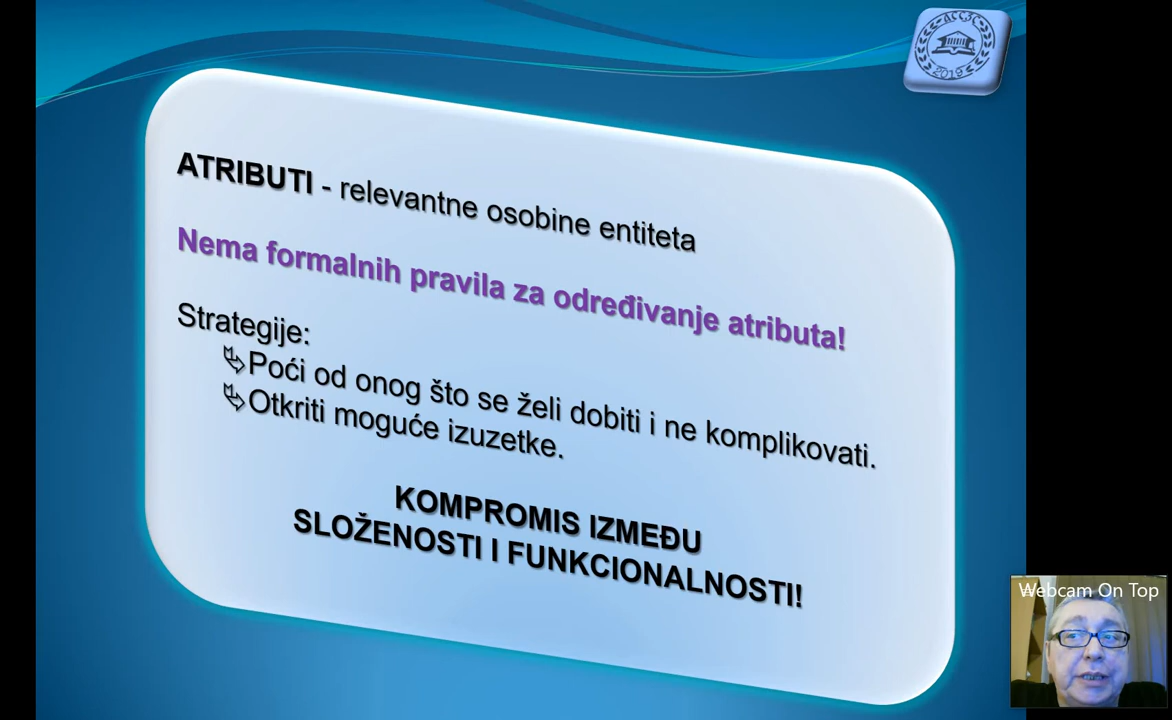 ATRIBUTI - relevantne osobine entiteta
Nema formalnih pravila za određivanje atributa!
Strategije:
Poći od onog što se želi dobiti i ne komplikovati.
Otkriti moguće izuzetke.
KOMPROMIS IZMEĐU
SLOŽENOSTI I FUNKCIONALNOSTI!
2019
Webcam On Top